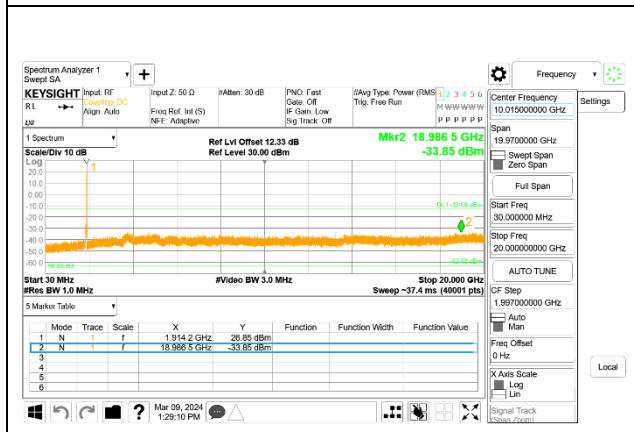 Spectrum Analyzer 1
Swept SA
+
Frequency
KEYSIGHT Input: RF Input Z: 50 Ω #Atten: 30 dB PNO: Fast #Avg Type: Power (RMS 1 2 3 4 5 6
RL Coupling: DC Gate: Off Trig: Free Run M W W W W W
Align: Auto Freq Ref: Int (S) IF Gain: Low
NFE: Adaptive Sig Track: Off P P P P P P
1 Spectrum Ref Lvl Offset 12.33 dB Mkr2 18.986 5 GHz
Scale/Div 10 dB Ref Level 30.00 dBm -33.85 dBm
Log
20.0
10.0
0.00
-10.0
-20.0
-30.0
-40.0
-50.0
-60.0
1
2
Start 30 MHz #Video BW 3.0 MHz Stop 20.000 GHz
#Res BW 1.0 MHz Sweep ~37.4 ms (40001 pts)
5 Marker Table
Mode Trace Scale X Y Function Function Width Function Value
1 N 1 f 1.914 2 GHz 26.85 dBm
2 N 1 f 18.986 5 GHz -33.85 dBm
3
4
5
6
? Mar 09, 2024
1:29:10 PM
Center Frequency
10.015000000 GHz
Settings
Span
19.9700000 GHz
Swept Span
Zero Span
Full Span
Start Freq
30.000000 MHz
Stop Freq
20.000000000 GHz
AUTO TUNE
CF Step
1.997000000 GHz
Auto
Man
Freq Offset
0 Hz
X Axis Scale
Log
Lin
Local
Signal Track
(Span Zoom)